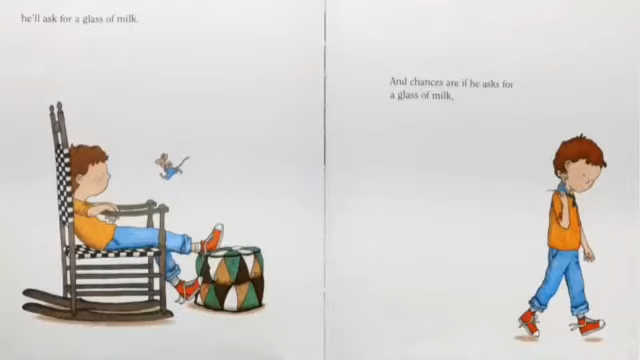 he'll ask for a glass of milk.
And chances are if he asks for
a glass of milk,